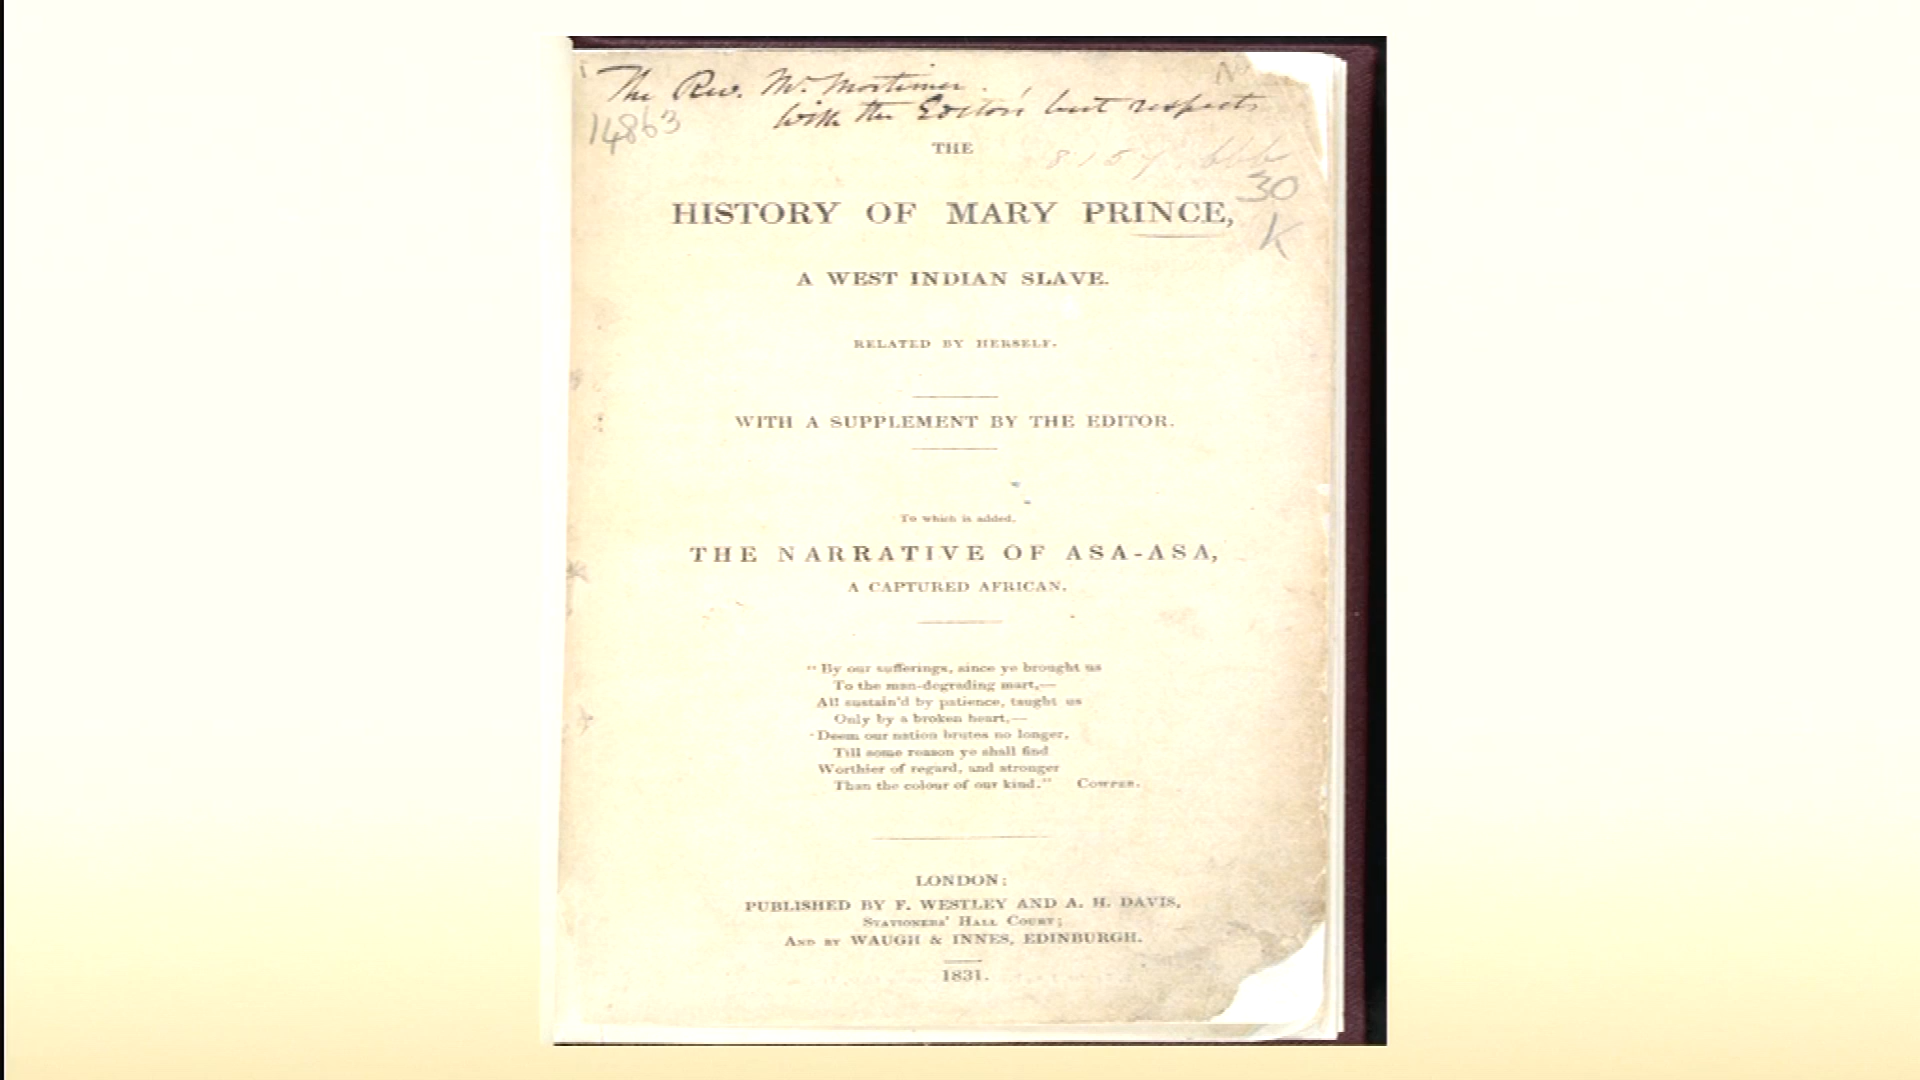 The Rev. Mr. Mortimer.
with the Editor's best respects
14863
THE
8157 bbb
30
HISTORY OF MARY PRINCE,
K
A WEST INDIAN SLAVE.
RELATED BY HERSELF.
WITH A SUPPLEMENT BY THE EDITOR.
To which is added,
THE NARRATIVE OF ASA-ASA,
A CAPTURED AFRICAN.
"By our sufferings, since ye brought us
To the man-degrading mart,—
All sustain'd by patience, taught us
Only by a broken heart,—
Deem our nation brutes no longer,
Till some reason ye shall find
Worthier of regard, and stronger
Than the colour of our kind." COWPER.
LONDON:
PUBLISHED BY F. WESTLEY AND A. H. DAVIS,
STATIONERS' HALL COURT;
AND BY WAUGH & INNES, EDINBURGH.
1831.